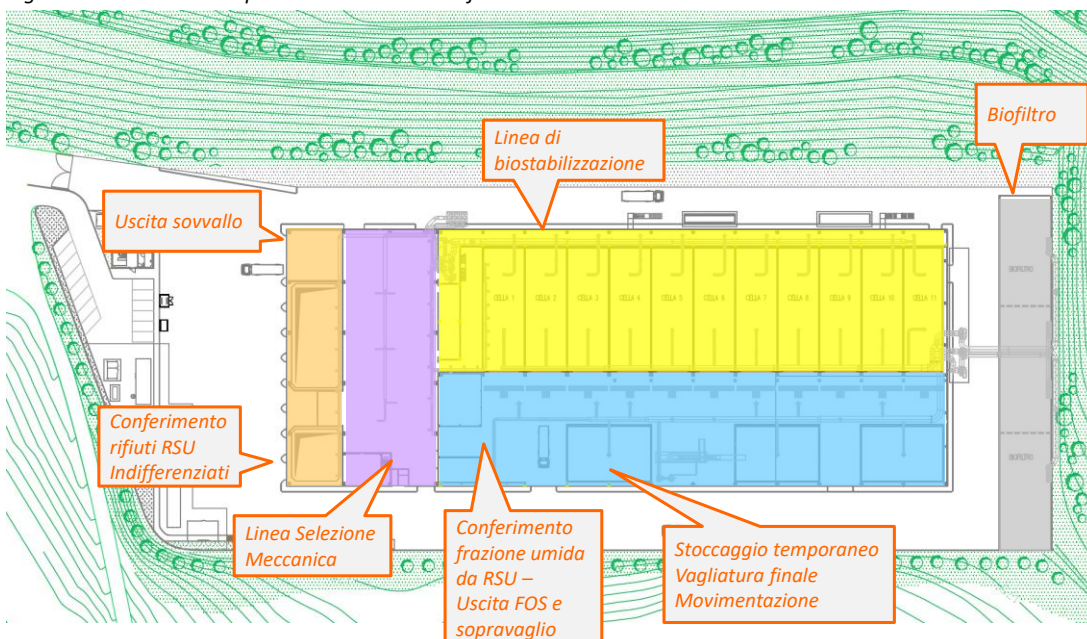 Biofiltro
Linea di
biostabilizzazione
Uscita sovvallo
CELLA 1
CELLA 2
CELLA 3
CELLA 4
CELLA 5
CELLA 6
CELLA 7
CELLA 8
CELLA 9
CELLA 10
CELLA 11
BIOFILTRO
BIOFILTRO
BIOFILTRO
Conferimento
rifiuti RSU
Indifferenziati
Linea Selezione
Meccanica
Conferimento
frazione umida
da RSU –
Uscita FOS e
sopravaglio
Stoccaggio temporaneo
Vagliatura finale
Movimentazione